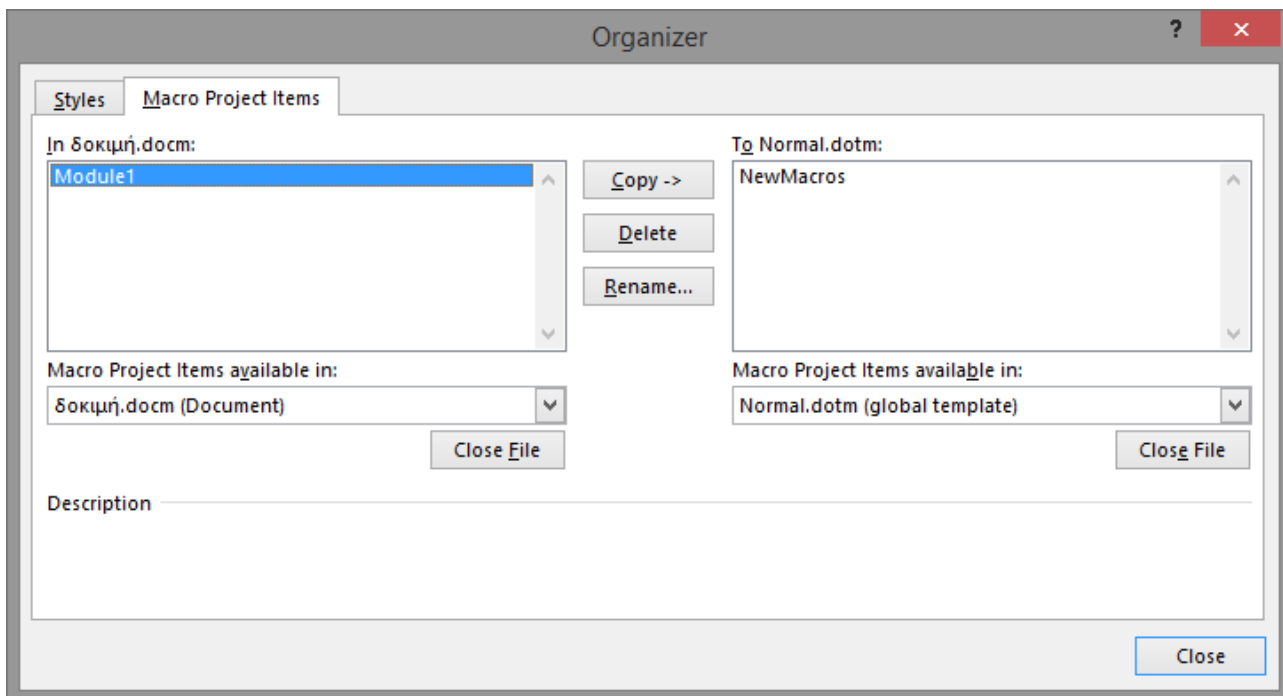 Organizer
?
Styles
Macro Project Items
In δοκιμή.docm:
Module1
Copy ->
Delete
Rename...
To Normal.dotm:
NewMacros
Macro Project Items available in:
δοκιμή.docm (Document)
Close File
Macro Project Items available in:
Normal.dotm (global template)
Close File
Description
Close